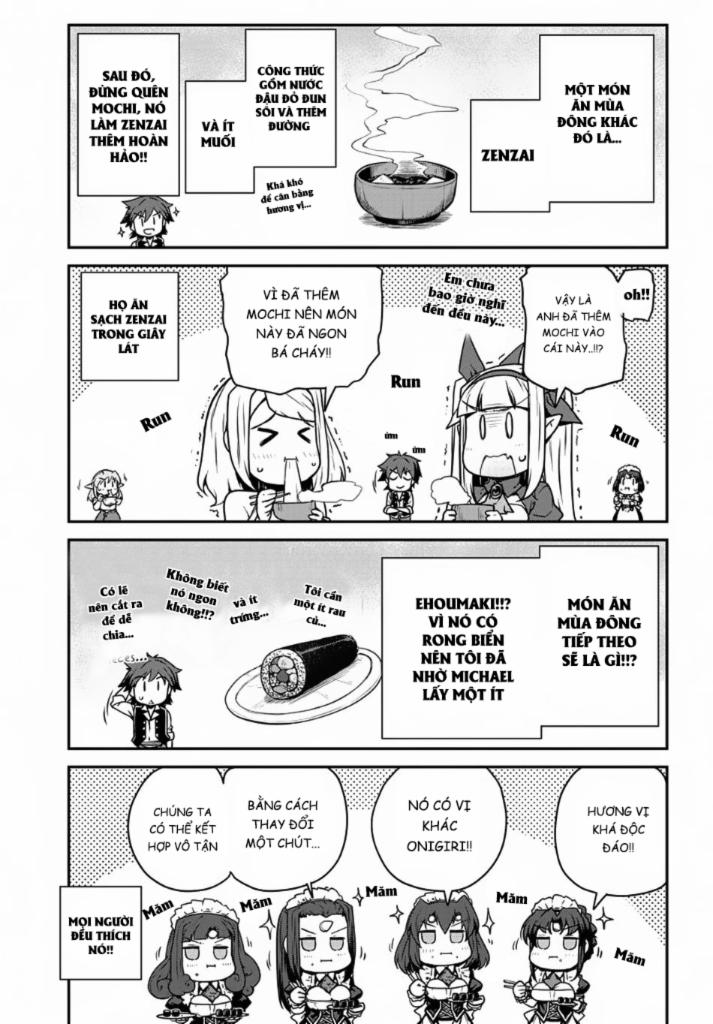 MỘT MÓN
ĂN MÙA
ĐÔNG KHÁC
ĐÓ LÀ...
ZENZAI
CÔNG THỨC
GỒM NƯỚC
ĐẬU ĐỎ ĐUN
SÔI VÀ THÊM
ĐƯỜNG
VÀ ÍT
MUỐI
Khá khó
để cân bằng
hương vị...
SAU ĐÓ,
ĐỪNG QUÊN
MOCHI, NÓ
LÀM ZENZAI
THÊM HOÀN
HẢO!!
oh!!
VẬY LÀ
ANH ĐÃ THÊM
MOCHI VÀO
CÁI NÀY..!!?
Em chưa
bao giờ nghĩ
đến đều này...
Run
Run
ừm
ừm
VÌ ĐÃ THÊM
MOCHI NÊN MÓN
NÀY ĐÃ NGON
BÁ CHÁY!!
HỌ ĂN
SẠCH ZENZAI
TRONG GIÂY
LÁT
Run
MÓN ĂN
MÙA ĐÔNG
TIẾP THEO
SẼ LÀ GÌ!!?
EHOUMAKI!!?
VÌ NÓ CÓ
RONG BIỂN
NÊN TÔI ĐÃ
NHỜ MICHAEL
LẤY MỘT ÍT
Tôi cần
một ít rau
củ...
và ít
trứng...
Không biết
nó ngon
không!!?
Có lẽ
nên cắt ra
để dễ
chia...
HƯƠNG VỊ
KHÁ ĐỘC
ĐÁO!!
NÓ CÓ VỊ
KHÁC
ONIGIRI!!
BẰNG CÁCH
THAY ĐỔI
MỘT CHÚT...
CHÚNG TA
CÓ THỂ KẾT
HỢP VÔ TẬN
Măm
Măm
Măm
Măm
MỌI NGƯỜI
ĐỀU THÍCH
NÓ!!